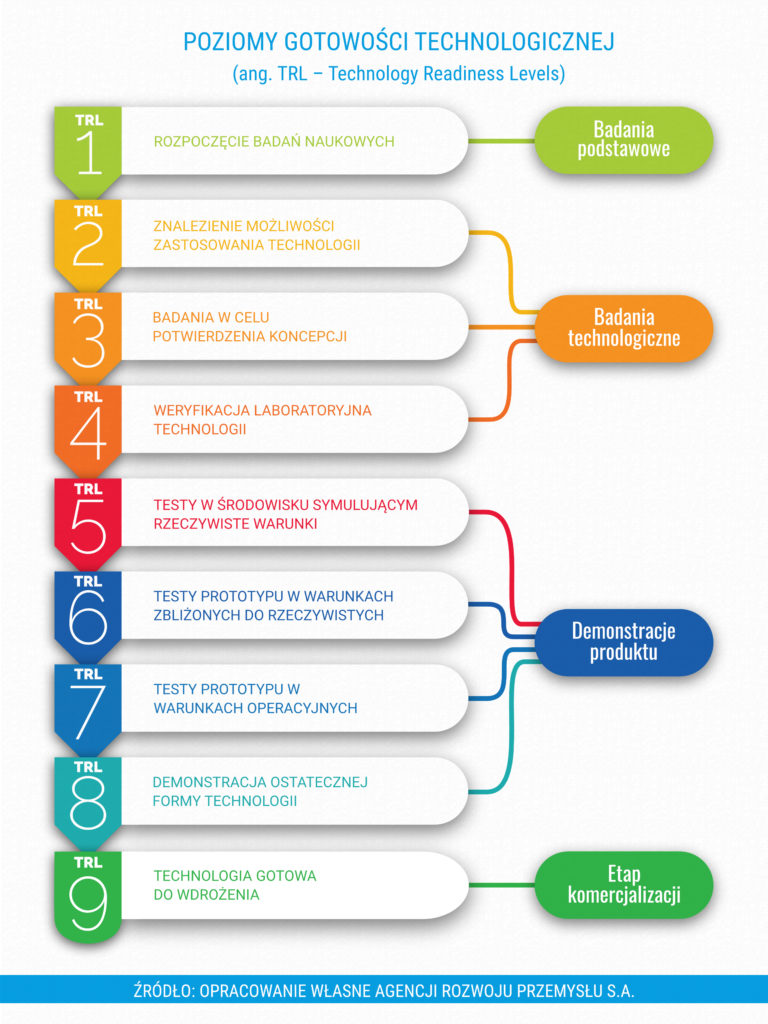 POZIOMY GOTOWOŚCI TECHNOLOGICZNEJ
(ang. TRL – Technology Readiness Levels)
TRL
1
ROZPOCZĘCIE BADAŃ NAUKOWYCH
Badania
podstawowe
TRL
2
ZNALEZIENIE MOŻLIWOŚCI
ZASTOSOWANIA TECHNOLOGII
TRL
3
BADANIA W CELU
POTWIERDZENIA KONCEPCJI
Badania
technologiczne
TRL
4
WERYFIKACJA LABORATORYJNA
TECHNOLOGII
TRL
5
TESTY W ŚRODOWISKU SYMULUJĄCYM
RZECZYWISTE WARUNKI
TRL
6
TESTY PROTOTYPU W WARUNKACH
ZBLIŻONYCH DO RZECZYWISTYCH
Demonstracje
produktu
TRL
7
TESTY PROTOTYPU W
WARUNKACH OPERACYJNYCH
TRL
8
DEMONSTRACJA OSTATECZNEJ
FORMY TECHNOLOGII
TRL
9
TECHNOLOGIA GOTOWA
DO WDROŻENIA
Etap
komercjalizacji
ŹRÓDŁO: OPRACOWANIE WŁASNE AGENCJI ROZWOJU PRZEMYSŁU S.A.